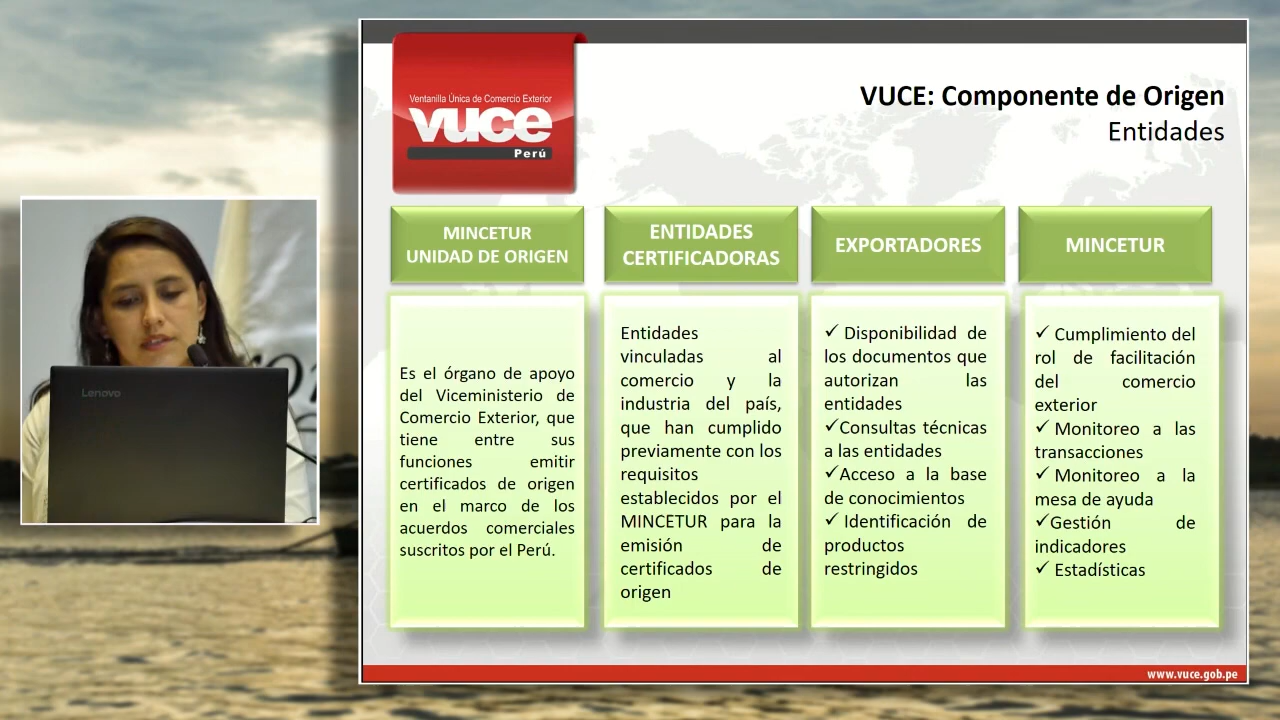 Ventanilla Única de Comercio Exterior
vuce
Perú
VUCE: Componente de Origen
Entidades
MINCETUR
UNIDAD DE ORIGEN
Es el órgano de apoyo
del Viceministerio de
Comercio Exterior, que
tiene entre sus
funciones emitir
certificados de origen
en el marco de los
acuerdos comerciales
suscritos por el Perú.
ENTIDADES
CERTIFICADORAS
Entidades
vinculadas al
comercio y la
industria del país,
que han cumplido
previamente con los
requisitos
establecidos por el
MINCETUR para la
emisión de
certificados de
origen
EXPORTADORES
✓ Disponibilidad de
los documentos que
autorizan las
entidades
✓Consultas técnicas
a las entidades
✓Acceso a la base
de conocimientos
✓ Identificación de
productos
restringidos
MINCETUR
✓ Cumplimiento del
rol de facilitación
del comercio
exterior
✓ Monitoreo a las
transacciones
✓ Monitoreo a la
mesa de ayuda
✓Gestión de
indicadores
✓ Estadísticas
www.vuce.gob.pe
Lenovo